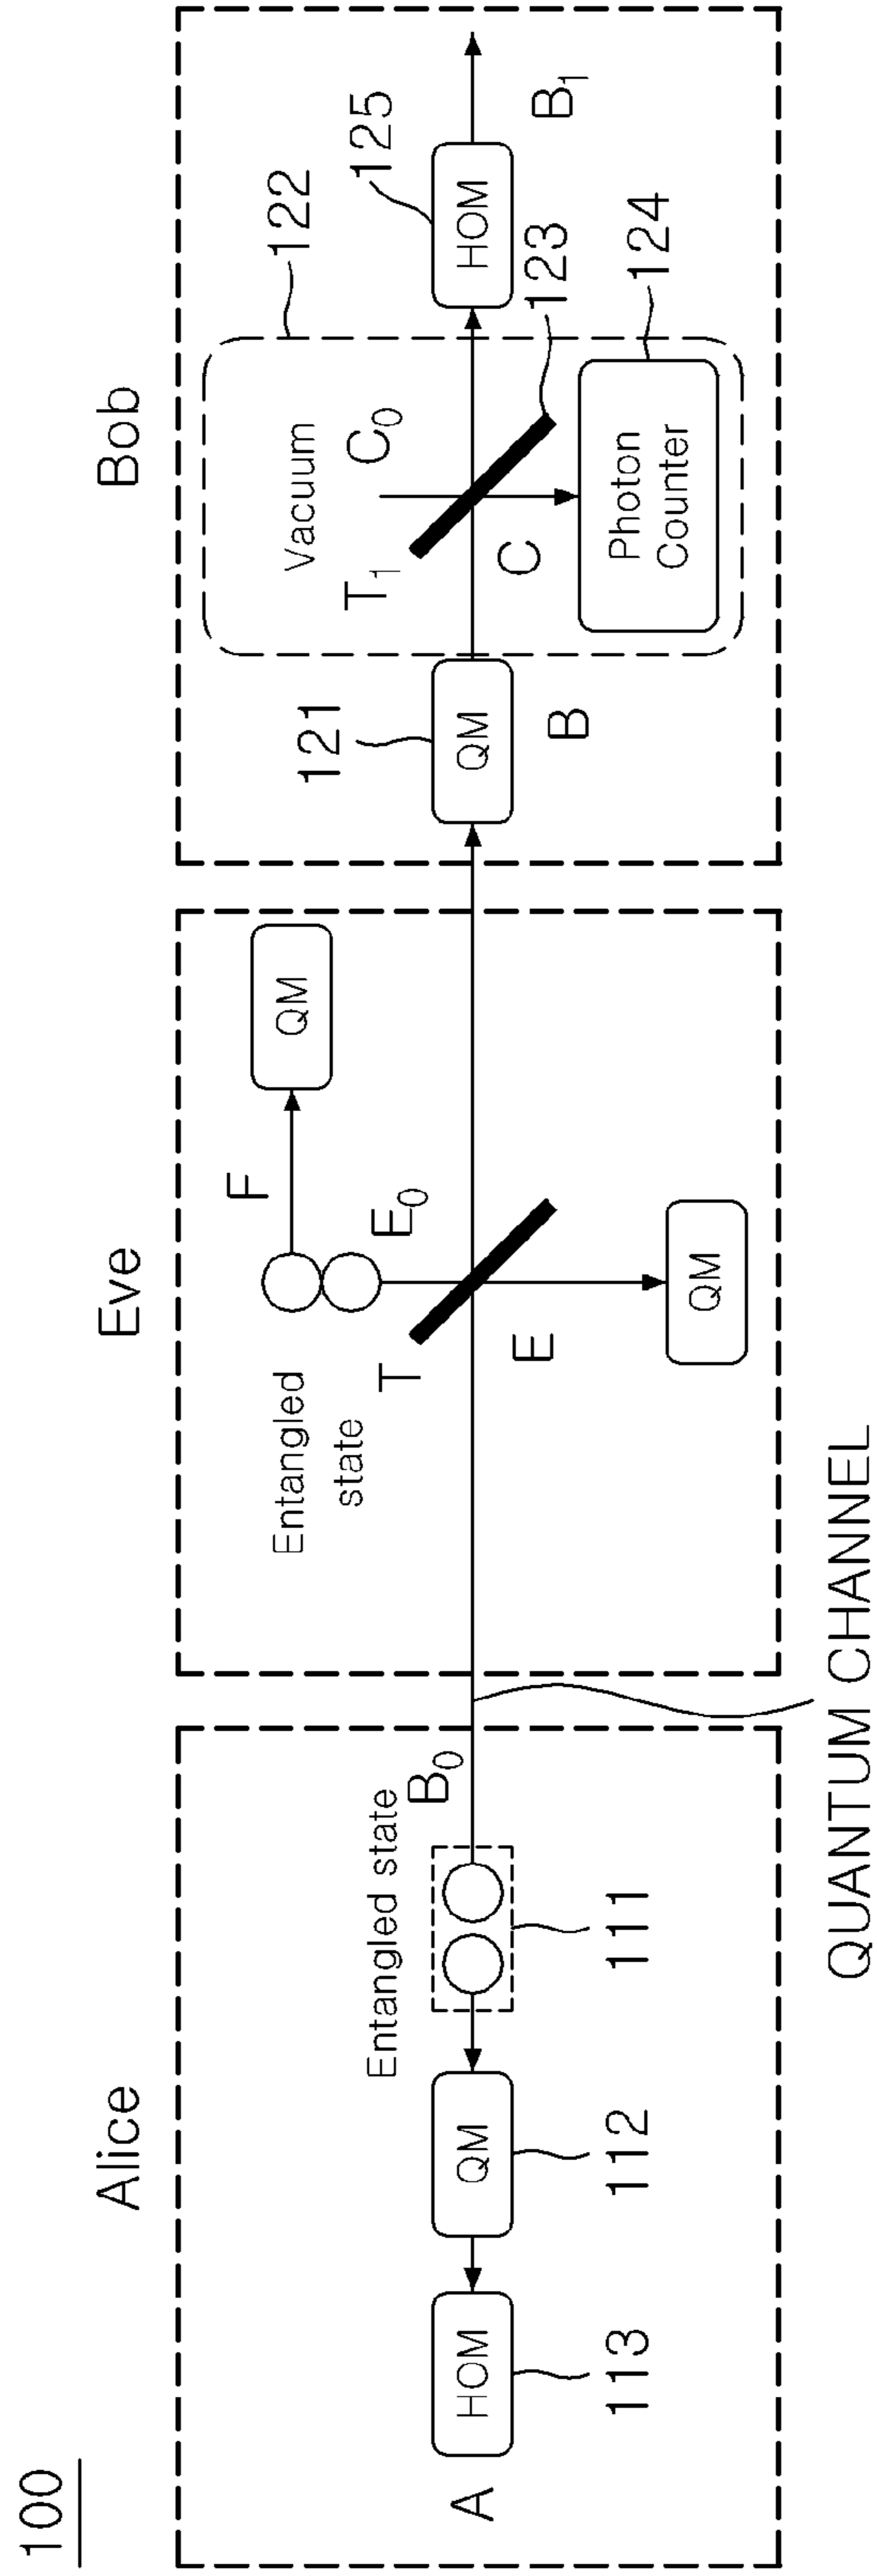 100
Alice
Eve
Bob
A
HOM
113
QM
112
Entangled state
111
B0
QUANTUM CHANNEL
Entangled
state
T
E
E0
F
QM
QM
121
QM
B
122
Vacuum
T1
C0
C
123
Photon
Counter
124
125
HOM
B1